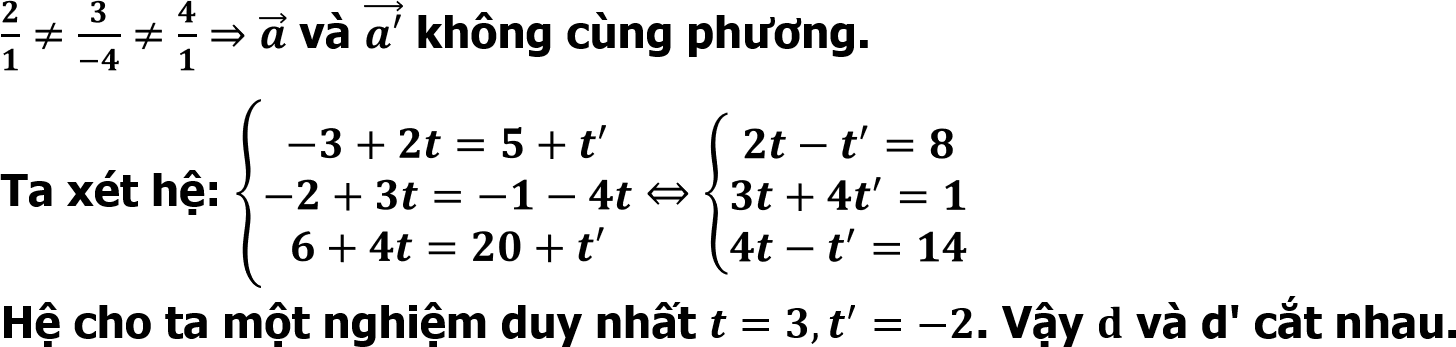 $\frac{2}{1} \neq \frac{3}{-4} \neq \frac{4}{1} \Rightarrow \vec{a}$ và $\overrightarrow{a'}$ không cùng phương.
Ta xét hệ: $\begin{cases} -3 + 2t = 5 + t' \\ -2 + 3t = -1 - 4t \\ 6 + 4t = 20 + t' \end{cases} \Leftrightarrow \begin{cases} 2t - t' = 8 \\ 3t + 4t' = 1 \\ 4t - t' = 14 \end{cases}$
Hệ cho ta một nghiệm duy nhất $t = 3, t' = -2$. Vậy d và d' cắt nhau.